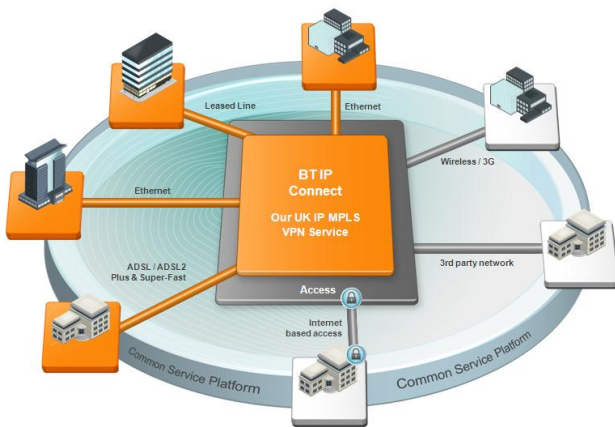 Leased Line
Ethernet
Wireless / 3G
BT IP
Connect
Our UK IP MPLS
VPN Service
Ethernet
ADSL / ADSL2
Plus & Super-Fast
3rd party network
Access
Internet
based access
Common Service Platform
Common Service Platform